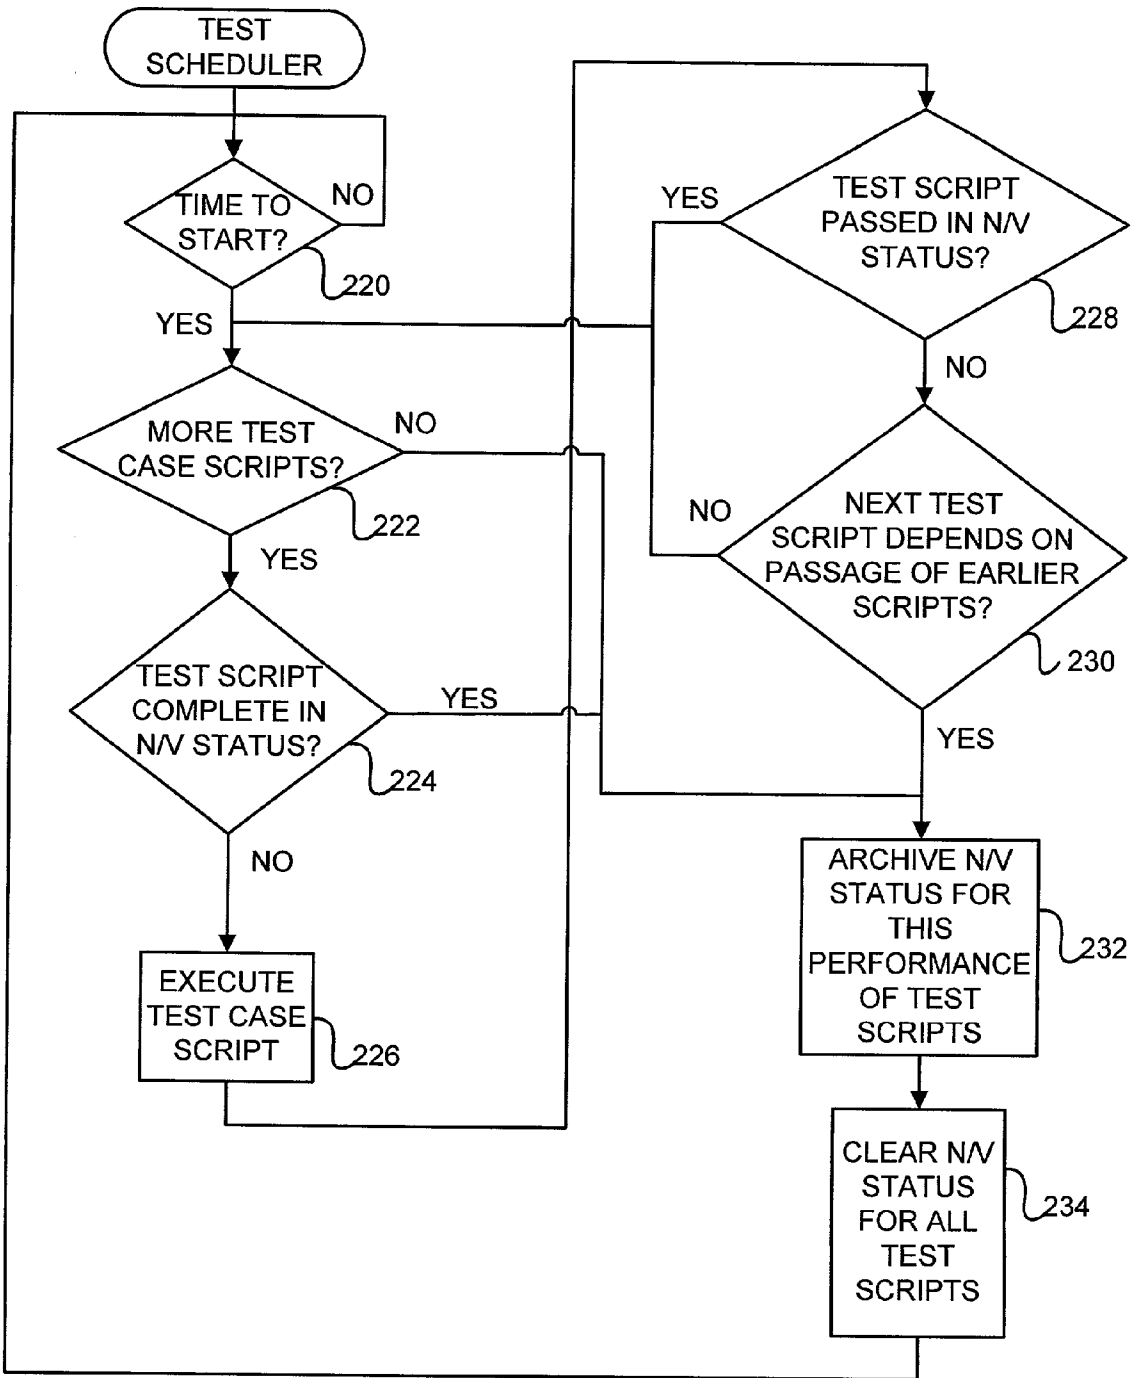 TEST
SCHEDULER
TIME TO
START?
NO
220
YES
MORE TEST
CASE SCRIPTS?
NO
222
YES
TEST SCRIPT
COMPLETE IN
N/V STATUS?
YES
224
NO
EXECUTE
TEST CASE
SCRIPT
226
TEST SCRIPT
PASSED IN N/V
STATUS?
YES
228
NO
NEXT TEST
SCRIPT DEPENDS ON
PASSAGE OF EARLIER
SCRIPTS?
NO
230
YES
ARCHIVE N/V
STATUS FOR
THIS
PERFORMANCE
OF TEST
SCRIPTS
232
CLEAR N/V
STATUS
FOR ALL
TEST
SCRIPTS
234